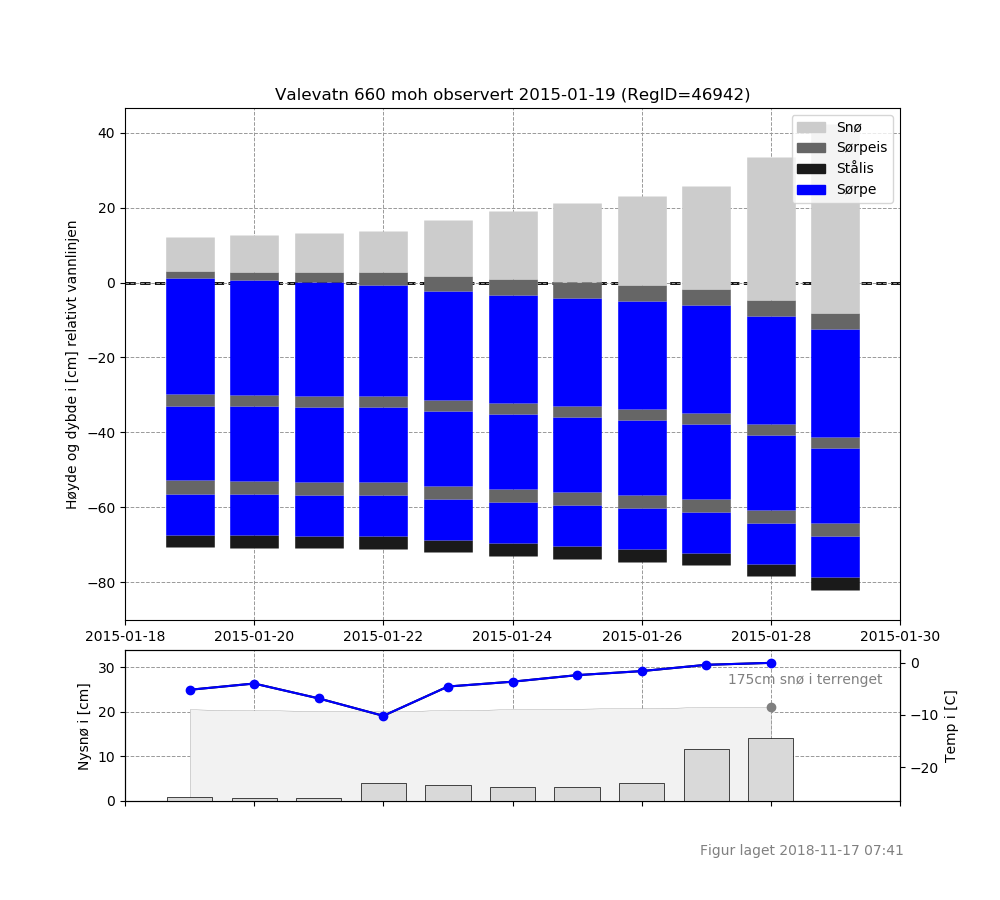 Valevatn 660 moh observert 2015-01-19 (RegID=46942)
Høyde og dybde i [cm] relativt vannlinjen
40
20
0
−20
−40
−60
−80
Snø
Sørpeis
Stålis
Sørpe
2015-01-18 2015-01-20 2015-01-22 2015-01-24 2015-01-26 2015-01-28 2015-01-30
Nysnø i [cm]
30
20
10
0
175cm snø i terrenget
0
−10
−20
Temp i [C]
Figur laget 2018-11-17 07:41